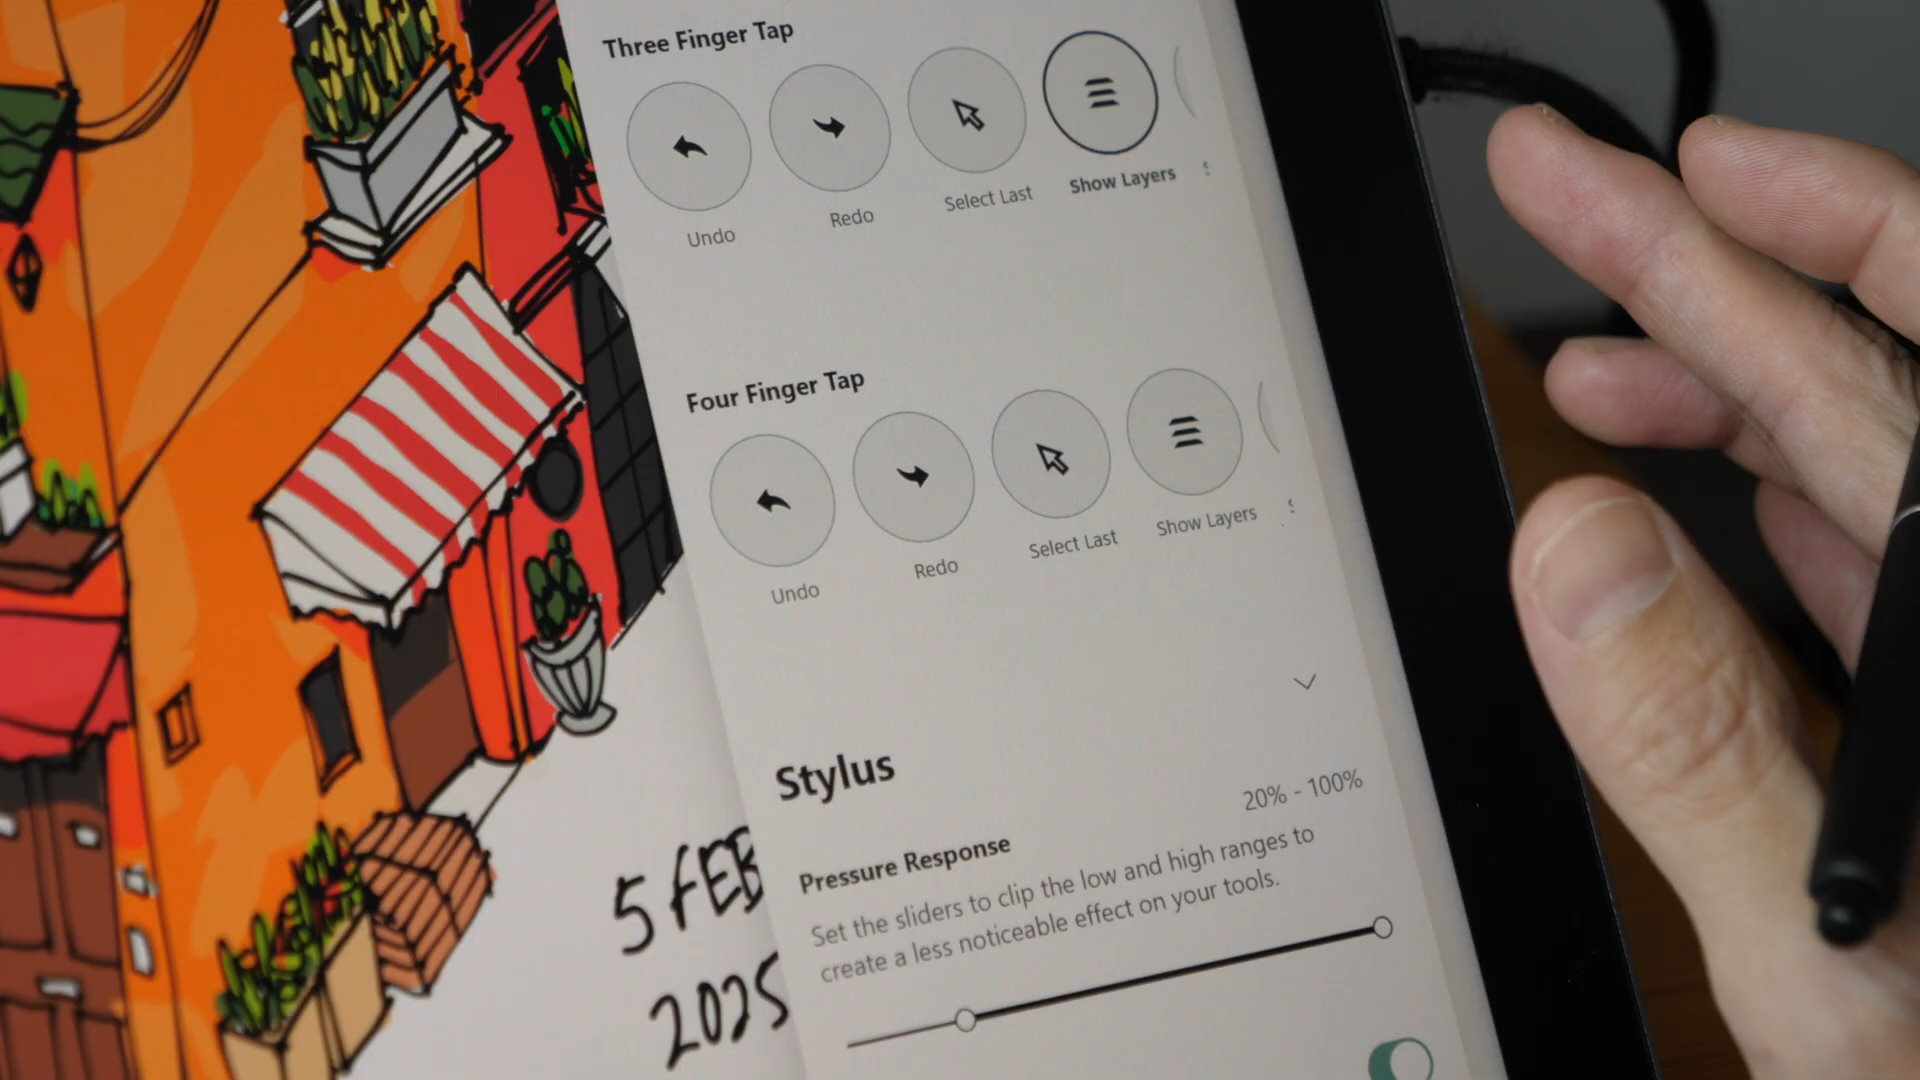 Three Finger Tap
Undo
Redo
Select Last
Show Layers
Four Finger Tap
Undo
Redo
Select Last
Show Layers
Stylus
20% - 100%
Pressure Response
Set the sliders to clip the low and high ranges to
create a less noticeable effect on your tools.
5 FEB
2025